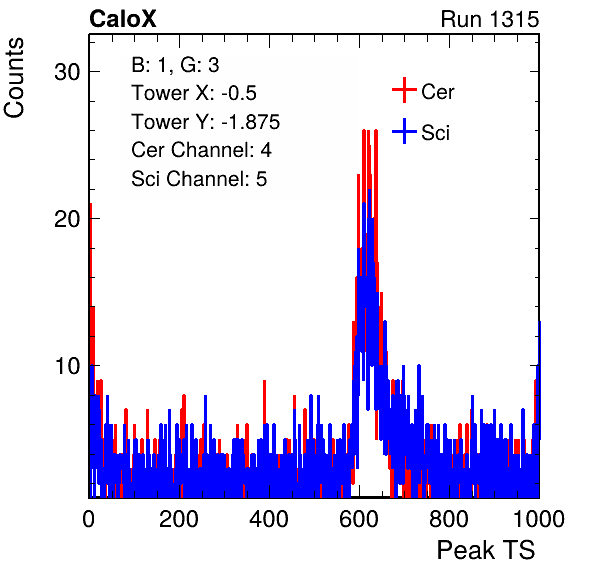 CaloX Run 1315
Counts
B: 1, G: 3
Tower X: -0.5
Tower Y: -1.875
Cer Channel: 4
Sci Channel: 5
Cer
Sci
30
20
10
0 200 400 600 800 1000
Peak TS